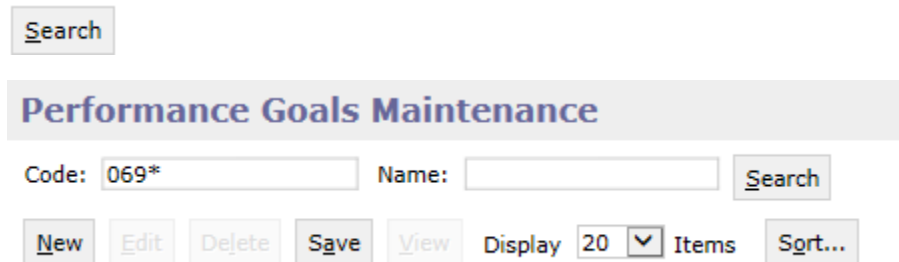 Search
Performance Goals Maintenance
Code: 069* Name: Search
New Edit Delete Save View Display 20 Items Sort...